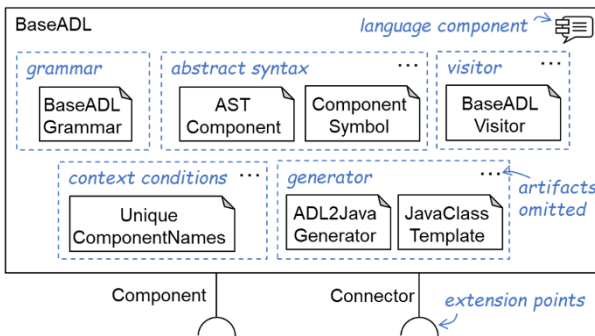 BaseADL
language component
grammar
BaseADL
Grammar
abstract syntax
...
AST
Component
Component
Symbol
visitor
...
BaseADL
Visitor
context conditions
...
Unique
ComponentNames
generator
...
ADL2Java
Generator
JavaClass
Template
artifacts
omitted
Component
Connector
extension points